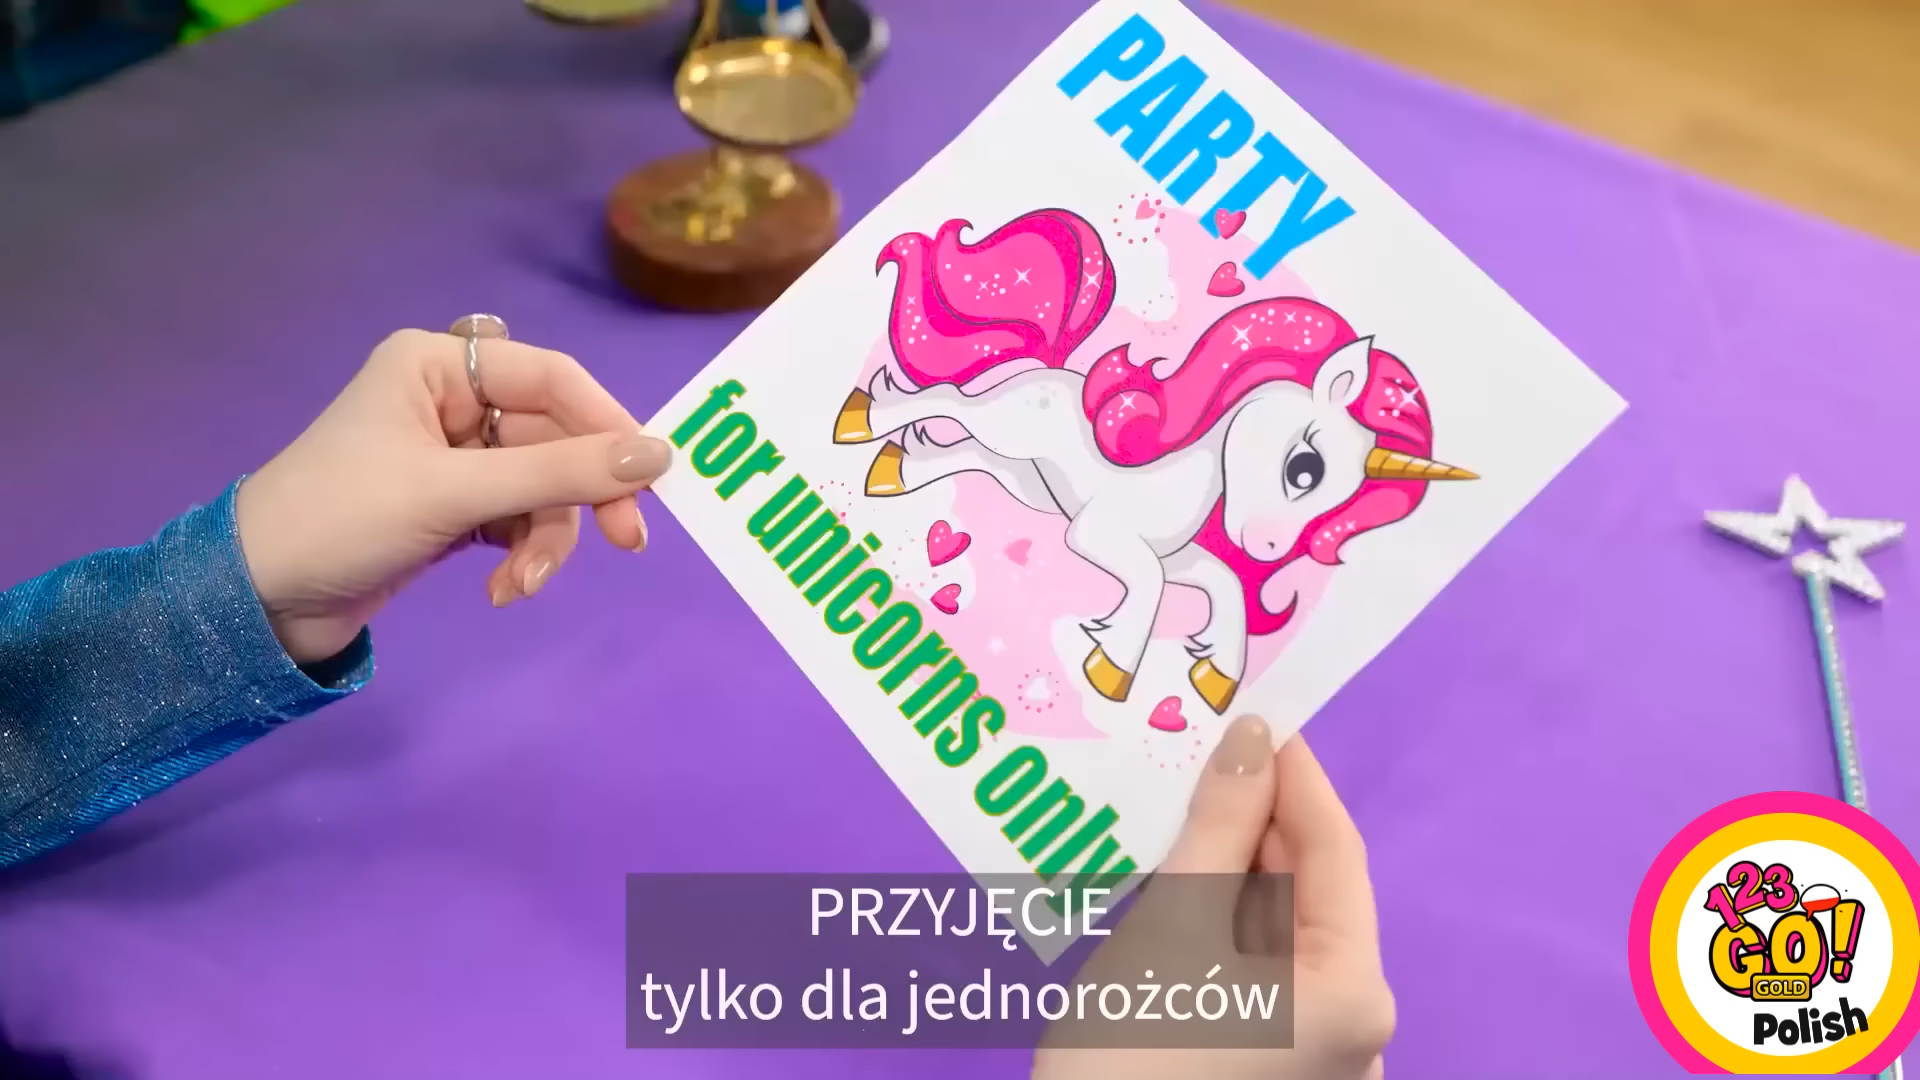 PARTY
for unicorns only
PRZYJĘCIE
tylko dla jednorożców
123
GO!
GOLD
Polish